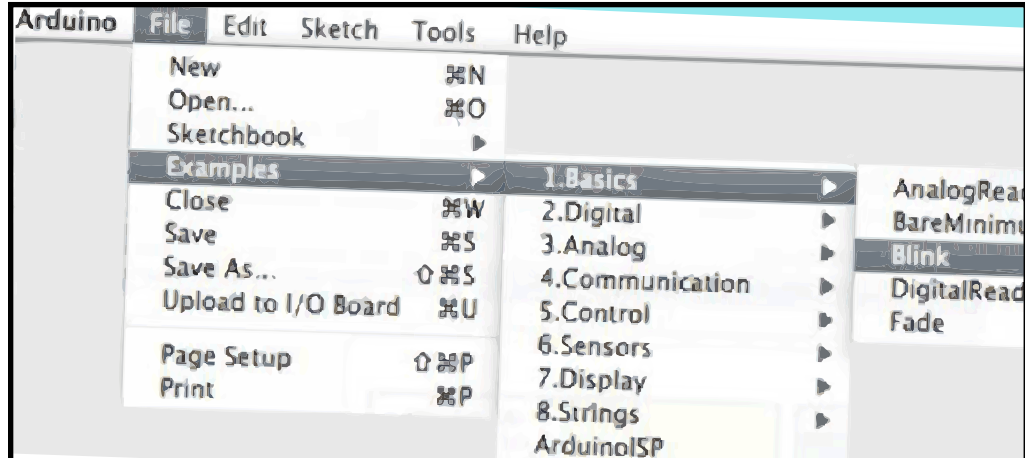 Arduino File Edit Sketch Tools Help
New ⌘N
Open... ⌘O
Sketchbook
Examples
Close ⌘W
Save ⌘S
Save As... ⇧⌘S
Upload to I/O Board ⌘U
Page Setup ⇧⌘P
Print ⌘P
1.Basics
2.Digital
3.Analog
4.Communication
5.Control
6.Sensors
7.Display
8.Strings
ArduinoISP
AnalogRead
BareMinimu
Blink
DigitalRead
Fade